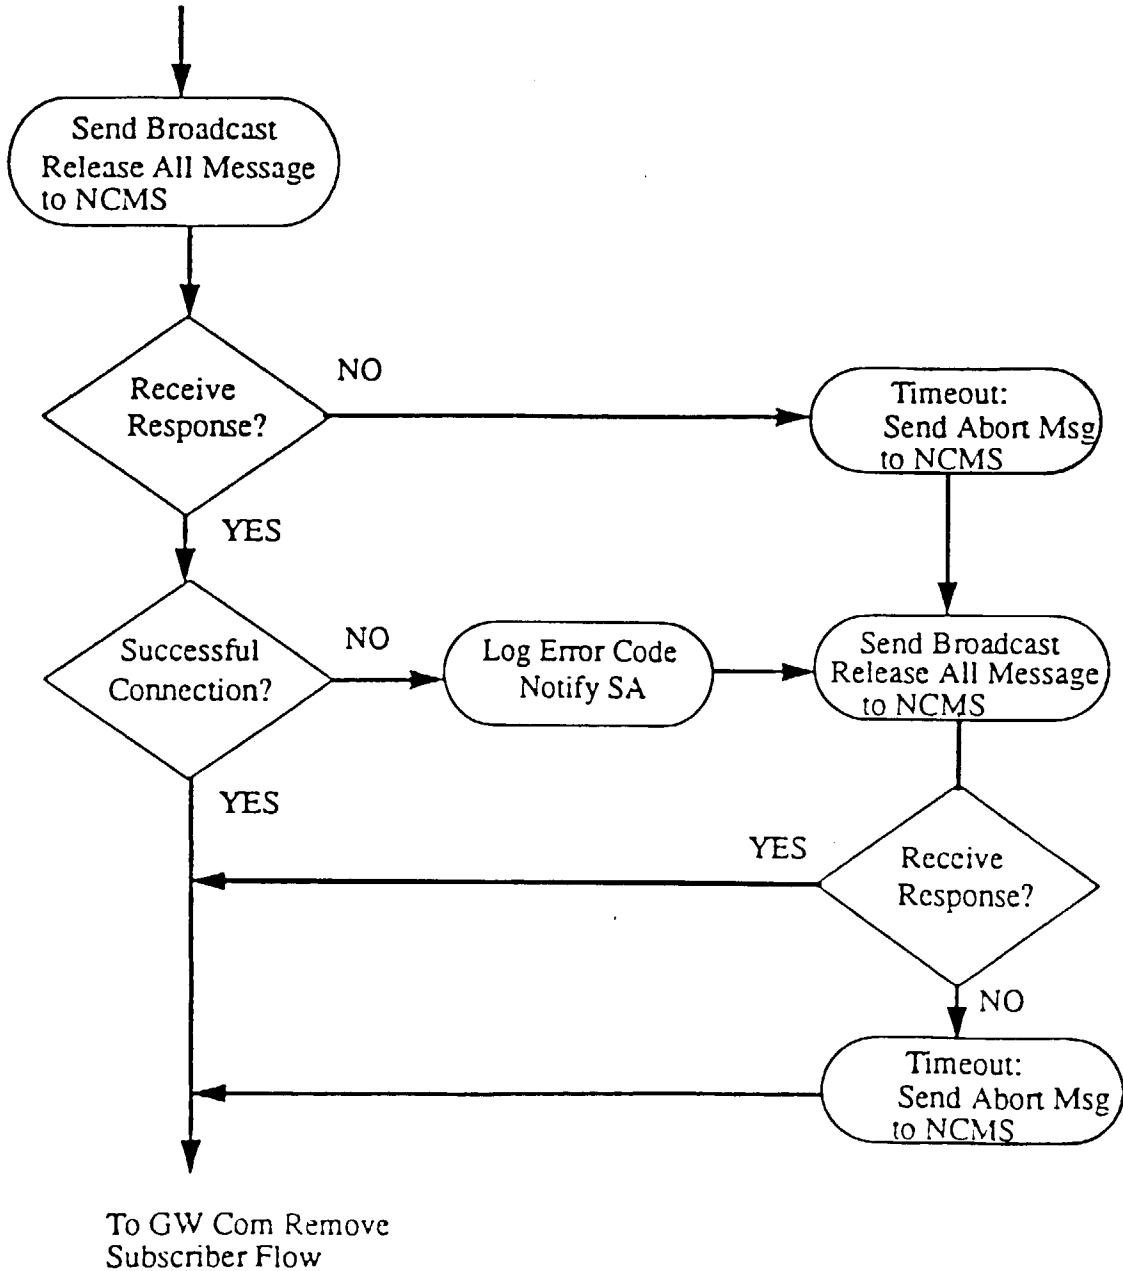 Send Broadcast
Release All Message
to NCMS
NO
Receive
Response?
Timeout:
Send Abort Msg
to NCMS
YES
Successful
Connection?
NO
Log Error Code
Notify SA
Send Broadcast
Release All Message
to NCMS
YES
YES
Receive
Response?
NO
Timeout:
Send Abort Msg
to NCMS
To GW Com Remove
Subscriber Flow